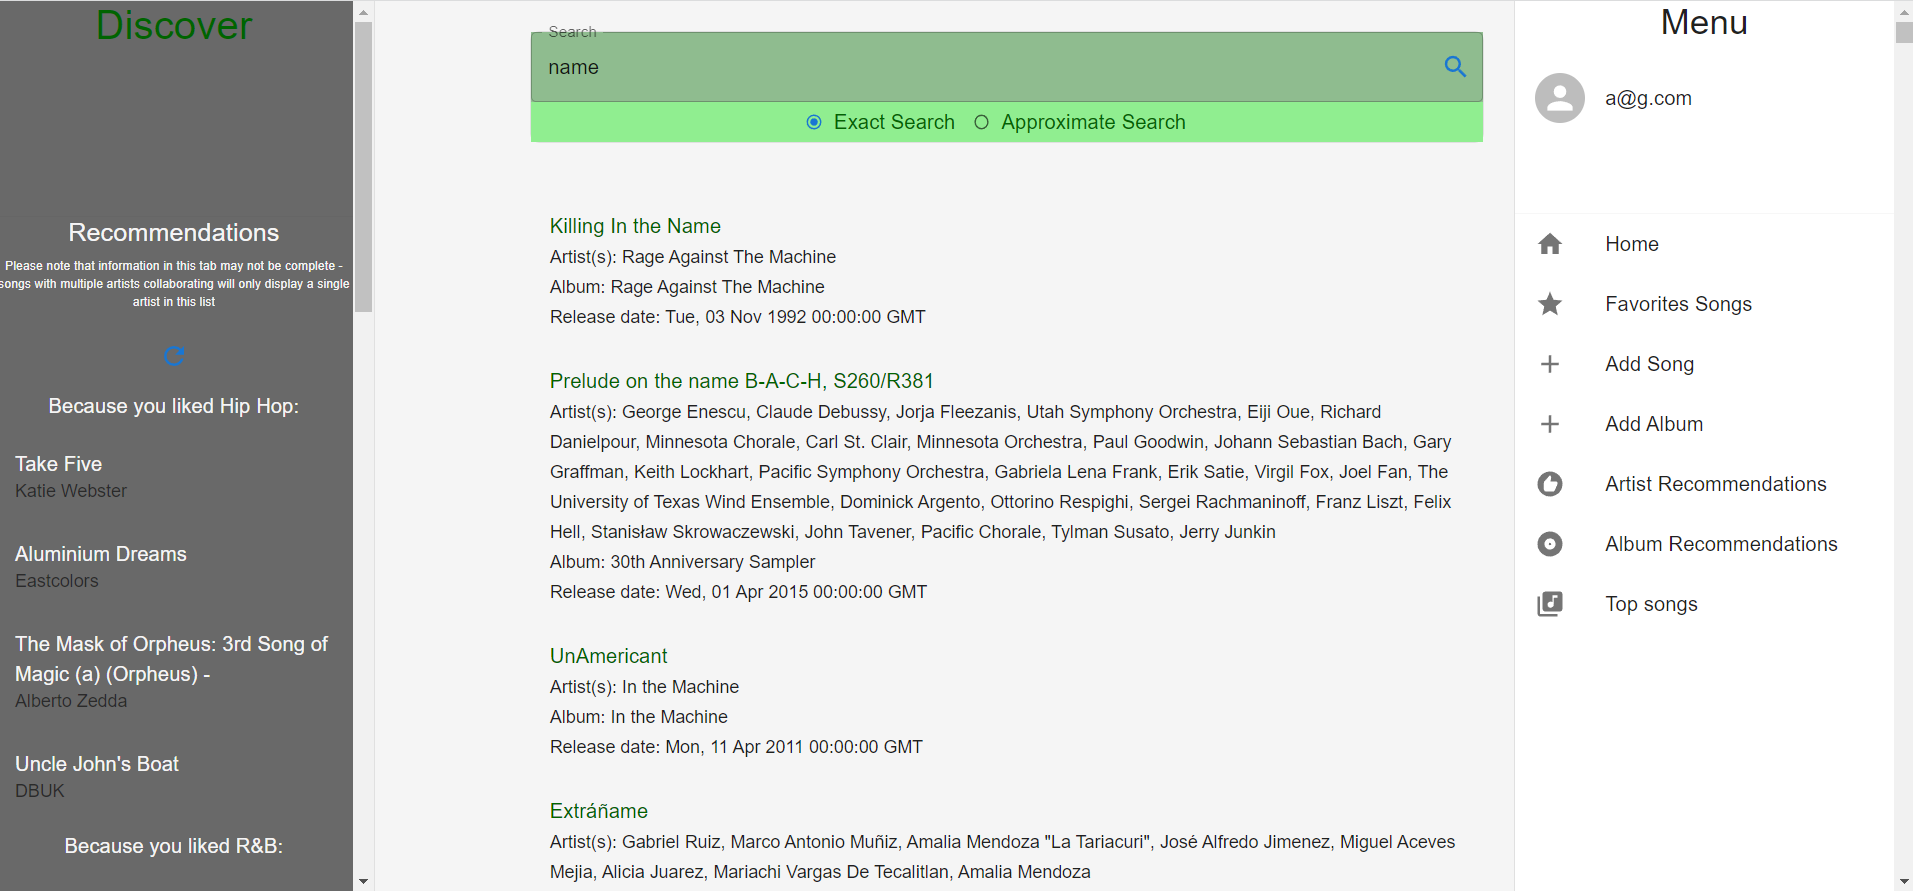 Discover
Recommendations
Please note that information in this tab may not be complete -
songs with multiple artists collaborating will only display a single
artist in this list
Because you liked Hip Hop:
Take Five
Katie Webster
Aluminium Dreams
Eastcolors
The Mask of Orpheus: 3rd Song of
Magic (a) (Orpheus) -
Alberto Zedda
Uncle John's Boat
DBUK
Because you liked R&B:
Search
name
Exact Search
Approximate Search
Killing In the Name
Artist(s): Rage Against The Machine
Album: Rage Against The Machine
Release date: Tue, 03 Nov 1992 00:00:00 GMT
Prelude on the name B-A-C-H, S260/R381
Artist(s): George Enescu, Claude Debussy, Jorja Fleezanis, Utah Symphony Orchestra, Eiji Oue, Richard
Danielpour, Minnesota Chorale, Carl St. Clair, Minnesota Orchestra, Paul Goodwin, Johann Sebastian Bach, Gary
Graffman, Keith Lockhart, Pacific Symphony Orchestra, Gabriela Lena Frank, Erik Satie, Virgil Fox, Joel Fan, The
University of Texas Wind Ensemble, Dominick Argento, Ottorino Respighi, Sergei Rachmaninoff, Franz Liszt, Felix
Hell, Stanisław Skrowaczewski, John Tavener, Pacific Chorale, Tylman Susato, Jerry Junkin
Album: 30th Anniversary Sampler
Release date: Wed, 01 Apr 2015 00:00:00 GMT
UnAmericant
Artist(s): In the Machine
Album: In the Machine
Release date: Mon, 11 Apr 2011 00:00:00 GMT
Extráñame
Artist(s): Gabriel Ruiz, Marco Antonio Muñiz, Amalia Mendoza "La Tariacuri", José Alfredo Jimenez, Miguel Aceves
Mejia, Alicia Juarez, Mariachi Vargas De Tecalitlan, Amalia Mendoza
Menu
a@g.com
Home
Favorites Songs
Add Song
Add Album
Artist Recommendations
Album Recommendations
Top songs